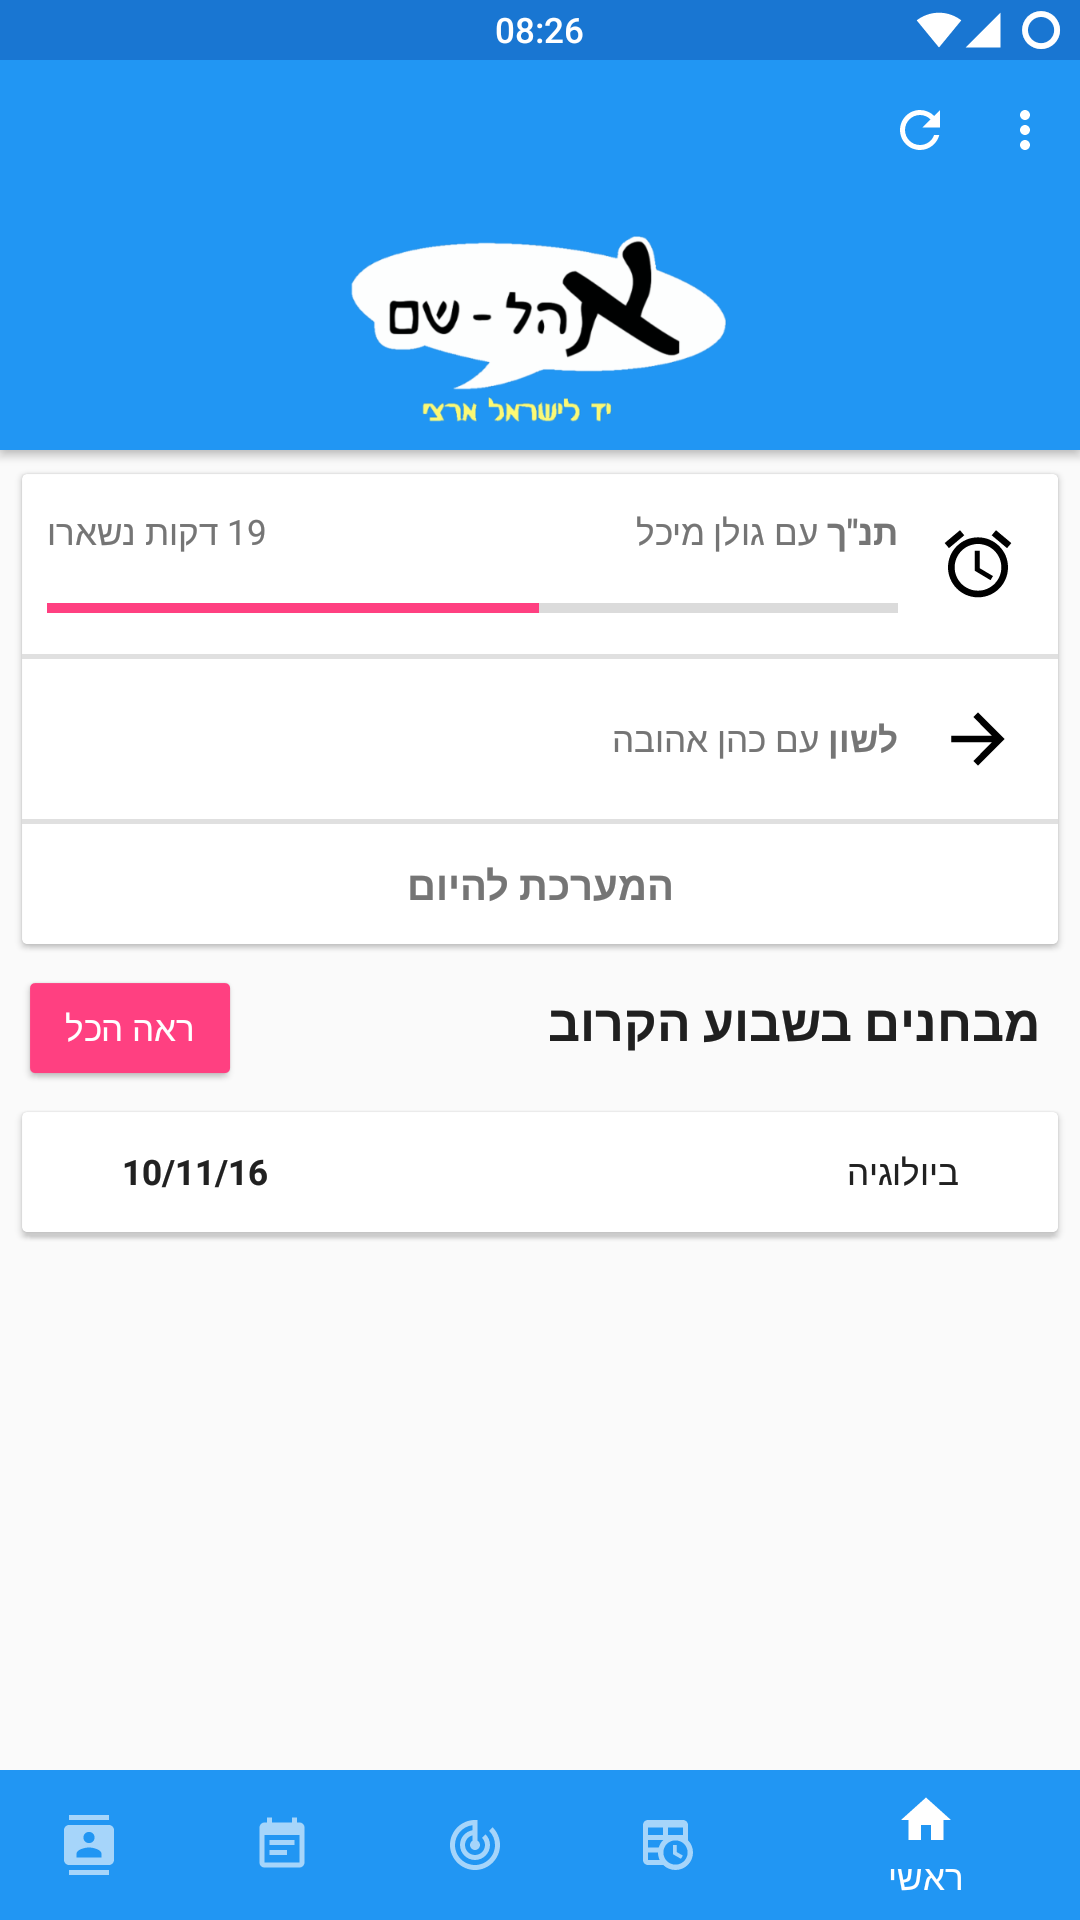 08:26
אהל - שם
יד לישראל ארצי
תנ"ך עם גולן מיכל
19 דקות נשארו
לשון עם כהן אהובה
המערכת להיום
מבחנים בשבוע הקרוב
ראה הכל
ביולוגיה
10/11/16
ראשי